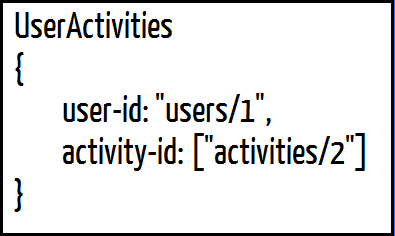 UserActivities
{
user-id: "users/1",
activity-id: ["activities/2"]
}